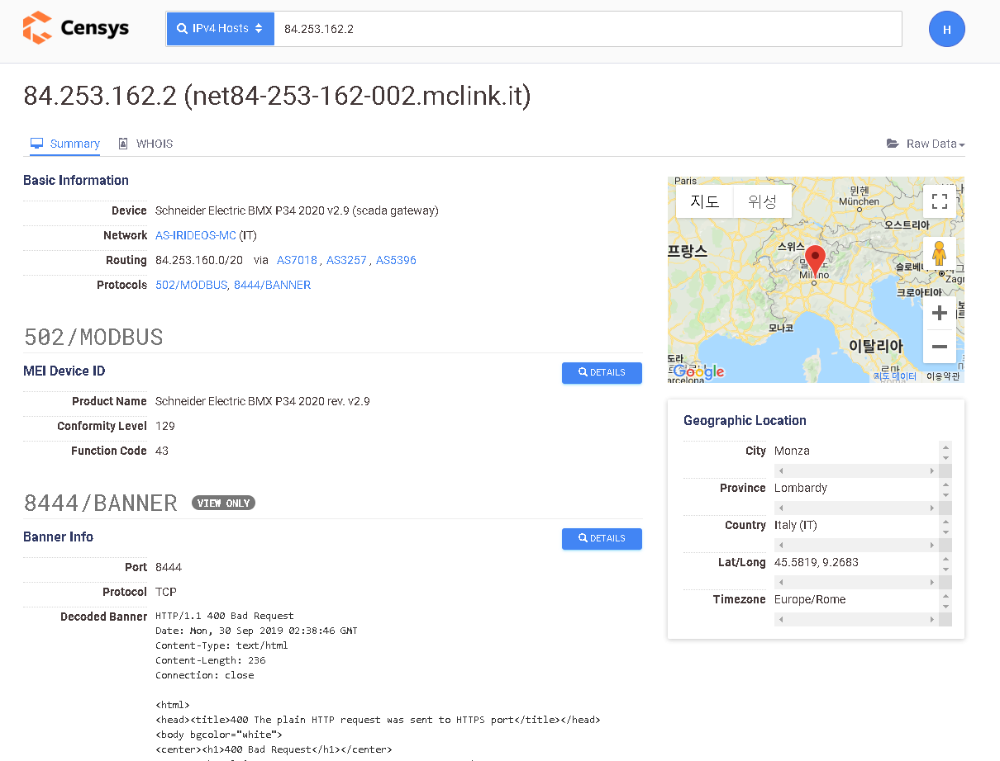 Censys
IPv4 Hosts
84.253.162.2
H
84.253.162.2 (net84-253-162-002.mclink.it)
Summary
WHOIS
Raw Data
Basic Information
Device Schneider Electric BMX P34 2020 v2.9 (scada gateway)
Network AS-IRIDEOS-MC (IT)
Routing 84.253.160.0/20 via AS7018, AS3257, AS5396
Protocols 502/MODBUS, 8444/BANNER
502/MODBUS
MEI Device ID
DETAILS
Product Name Schneider Electric BMX P34 2020 rev. v2.9
Conformity Level 129
Function Code 43
8444/BANNER VIEW ONLY
Banner Info
DETAILS
Port 8444
Protocol TCP
Decoded Banner HTTP/1.1 400 Bad Request
Date: Mon, 30 Sep 2019 02:38:46 GMT
Content-Type: text/html
Content-Length: 236
Connection: close
<html>
<head><title>400 The plain HTTP request was sent to HTTPS port</title></head>
<body bgcolor="white">
<center><h1>400 Bad Request</h1></center>
Paris
지도
위성
뮌헨
München
오스트리아
프랑스
스위스
Milano
슬로베
Zagr
크로아티아
모나코
이탈리아
로마
Roma
Google
arcelona
지도 데이터
이용약관
Geographic Location
City Monza
Province Lombardy
Country Italy (IT)
Lat/Long 45.5819, 9.2683
Timezone Europe/Rome